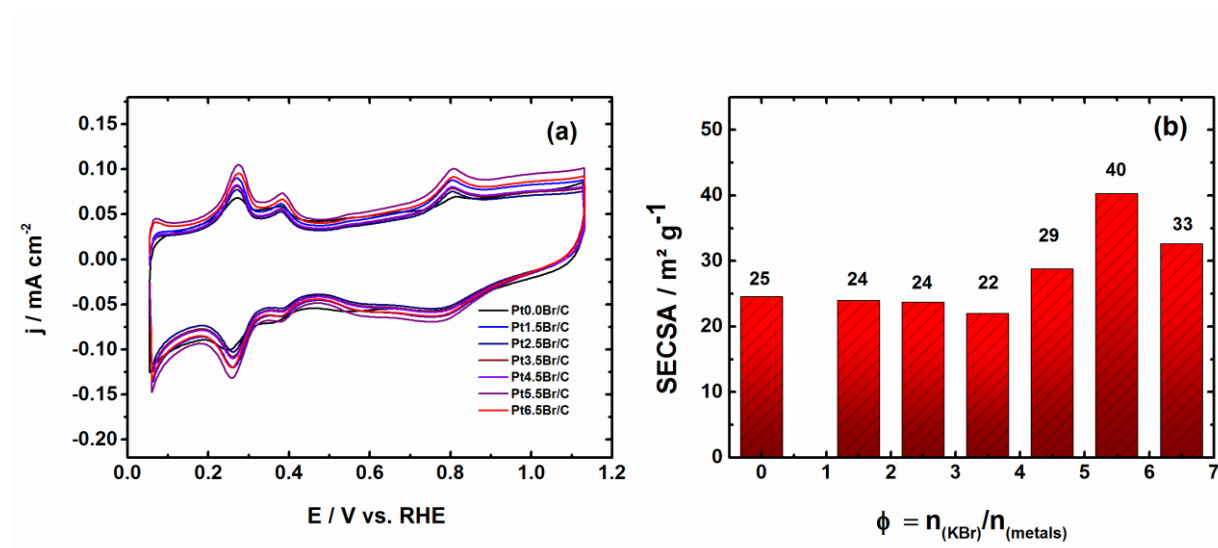 (a)
0.15
0.10
0.05
0.00
-0.05
-0.10
-0.15
-0.20
j / mA cm⁻²
0.0 0.2 0.4 0.6 0.8 1.0 1.2
E / V vs. RHE
Pt0.0Br/C
Pt1.5Br/C
Pt2.5Br/C
Pt3.5Br/C
Pt4.5Br/C
Pt5.5Br/C
Pt6.5Br/C
(b)
50
40
30
20
10
0
SECSA / m² g⁻¹
25 24 24 22 29 40 33
0 1 2 3 4 5 6 7
ϕ = n(KBr)/n(metals)